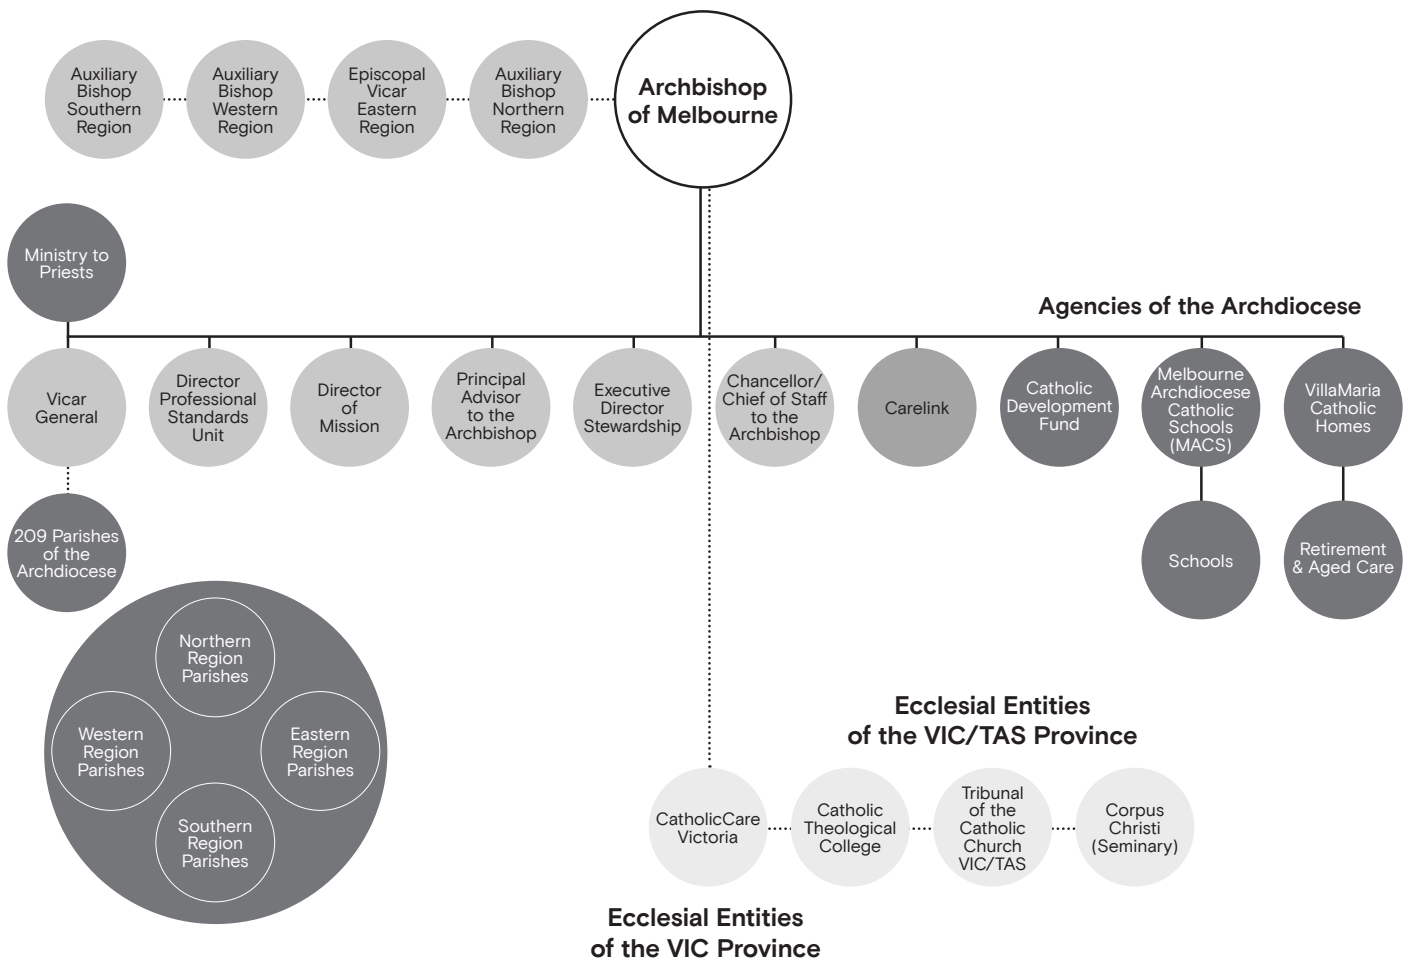 Auxiliary
Bishop
Southern
Region
Auxiliary
Bishop
Western
Region
Episcopal
Vicar
Eastern
Region
Auxiliary
Bishop
Northern
Region
Archbishop
of Melbourne
Ministry to
Priests
Agencies of the Archdiocese
Vicar
General
Director
Professional
Standards
Unit
Director
of
Mission
Principal
Advisor
to the
Archbishop
Executive
Director
Stewardship
Chancellor/
Chief of Staff
to the
Archbishop
Carelink
Catholic
Development
Fund
Melbourne
Archdiocese
Catholic
Schools
(MACS)
VillaMaria
Catholic
Homes
209 Parishes
of the
Archdiocese
Schools
Retirement
& Aged Care
Northern
Region
Parishes
Western
Region
Parishes
Eastern
Region
Parishes
Southern
Region
Parishes
Ecclesial Entities
of the VIC/TAS Province
CatholicCare
Victoria
Catholic
Theological
College
Tribunal
of the
Catholic
Church
VIC/TAS
Corpus
Christi
(Seminary)
Ecclesial Entities
of the VIC Province